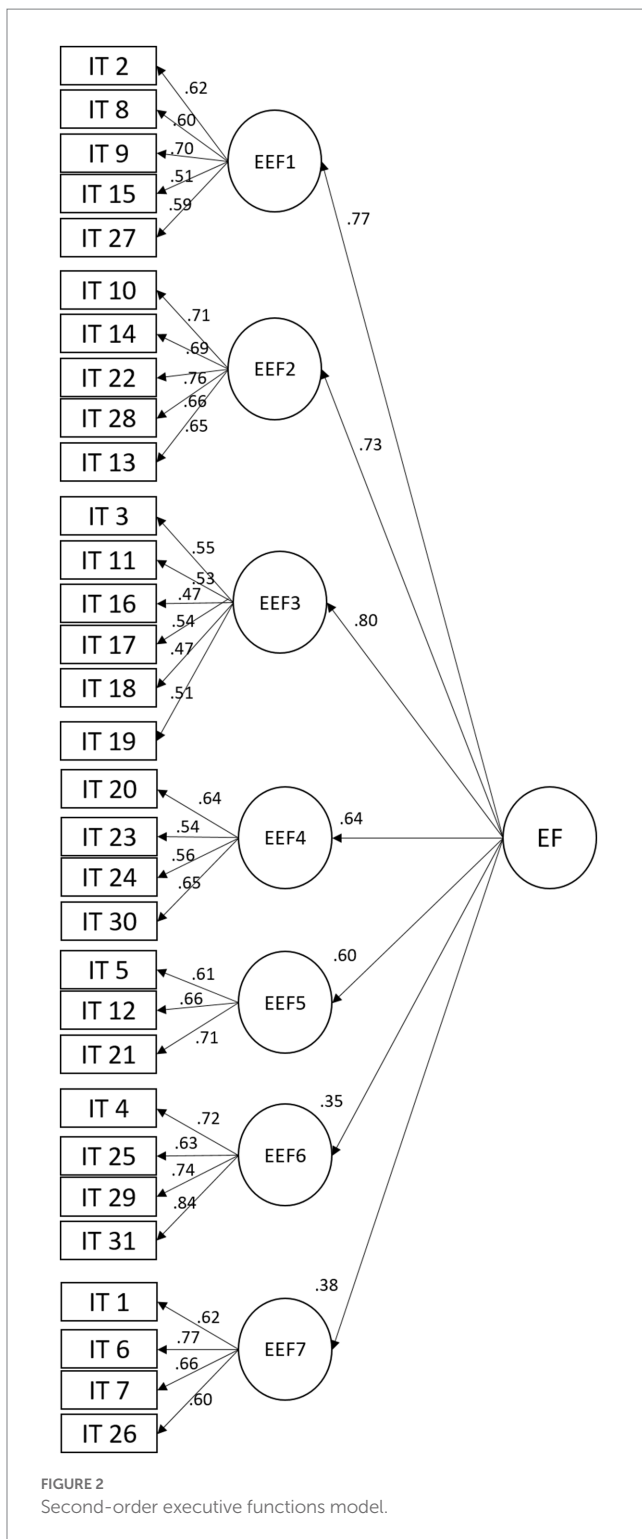 IT 2
.62
IT 8
.60
IT 9
.70
EEF1
IT 15
.51
IT 27
.59
.77
IT 10
.71
IT 14
.69
IT 22
.76
EEF2
IT 28
.66
IT 13
.65
.73
IT 3
.55
IT 11
.53
IT 16
.47
EEF3
.80
IT 17
.54
IT 18
.47
IT 19
.51
IT 20
.64
IT 23
.54
EEF4
.64
EF
IT 24
.56
IT 30
.65
IT 5
.61
.60
IT 12
.66
EEF5
IT 21
.71
IT 4
.72
.35
IT 25
.63
EEF6
IT 29
.74
IT 31
.84
IT 1
.62
.38
IT 6
.77
EEF7
IT 7
.66
IT 26
.60
FIGURE 2
Second-order executive functions model.